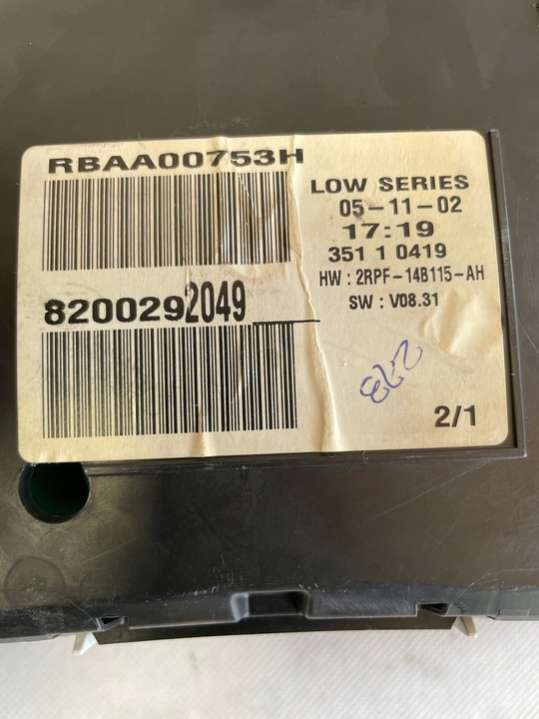 RBAA00753H
LOW SERIES
05-11-02
17:19
351 1 0419
HW : 2RPF-14B115-AH
SW : V08.31
8200292049
223
2/1